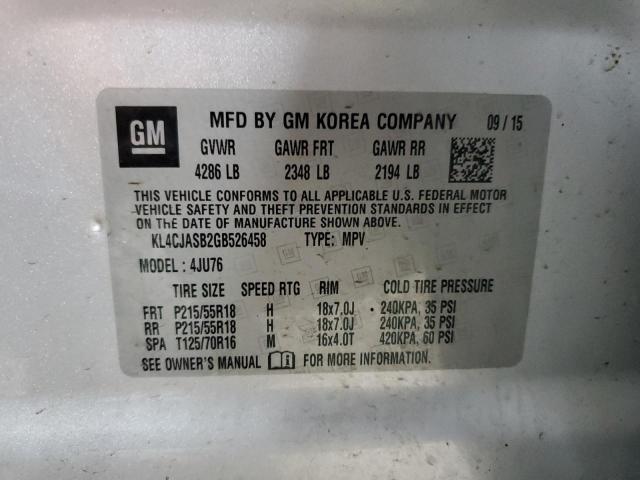 GM MFD BY GM KOREA COMPANY 09 / 15
GVWR GAWR FRT GAWR RR
4286 LB 2348 LB 2194 LB
THIS VEHICLE CONFORMS TO ALL APPLICABLE U.S. FEDERAL MOTOR
VEHICLE SAFETY AND THEFT PREVENTION STANDARDS IN EFFECT
ON THE DATE OF MANUFACTURE SHOWN ABOVE.
KL4CJASB2GB526458 TYPE: MPV
MODEL : 4JU76
TIRE SIZE SPEED RTG RIM COLD TIRE PRESSURE
FRT P215/55R18 H 18x7.0J 240KPA, 35 PSI
RR P215/55R18 H 18x7.0J 240KPA, 35 PSI
SPA T125/70R16 M 16x4.0T 420KPA, 60 PSI
SEE OWNER'S MANUAL FOR MORE INFORMATION.